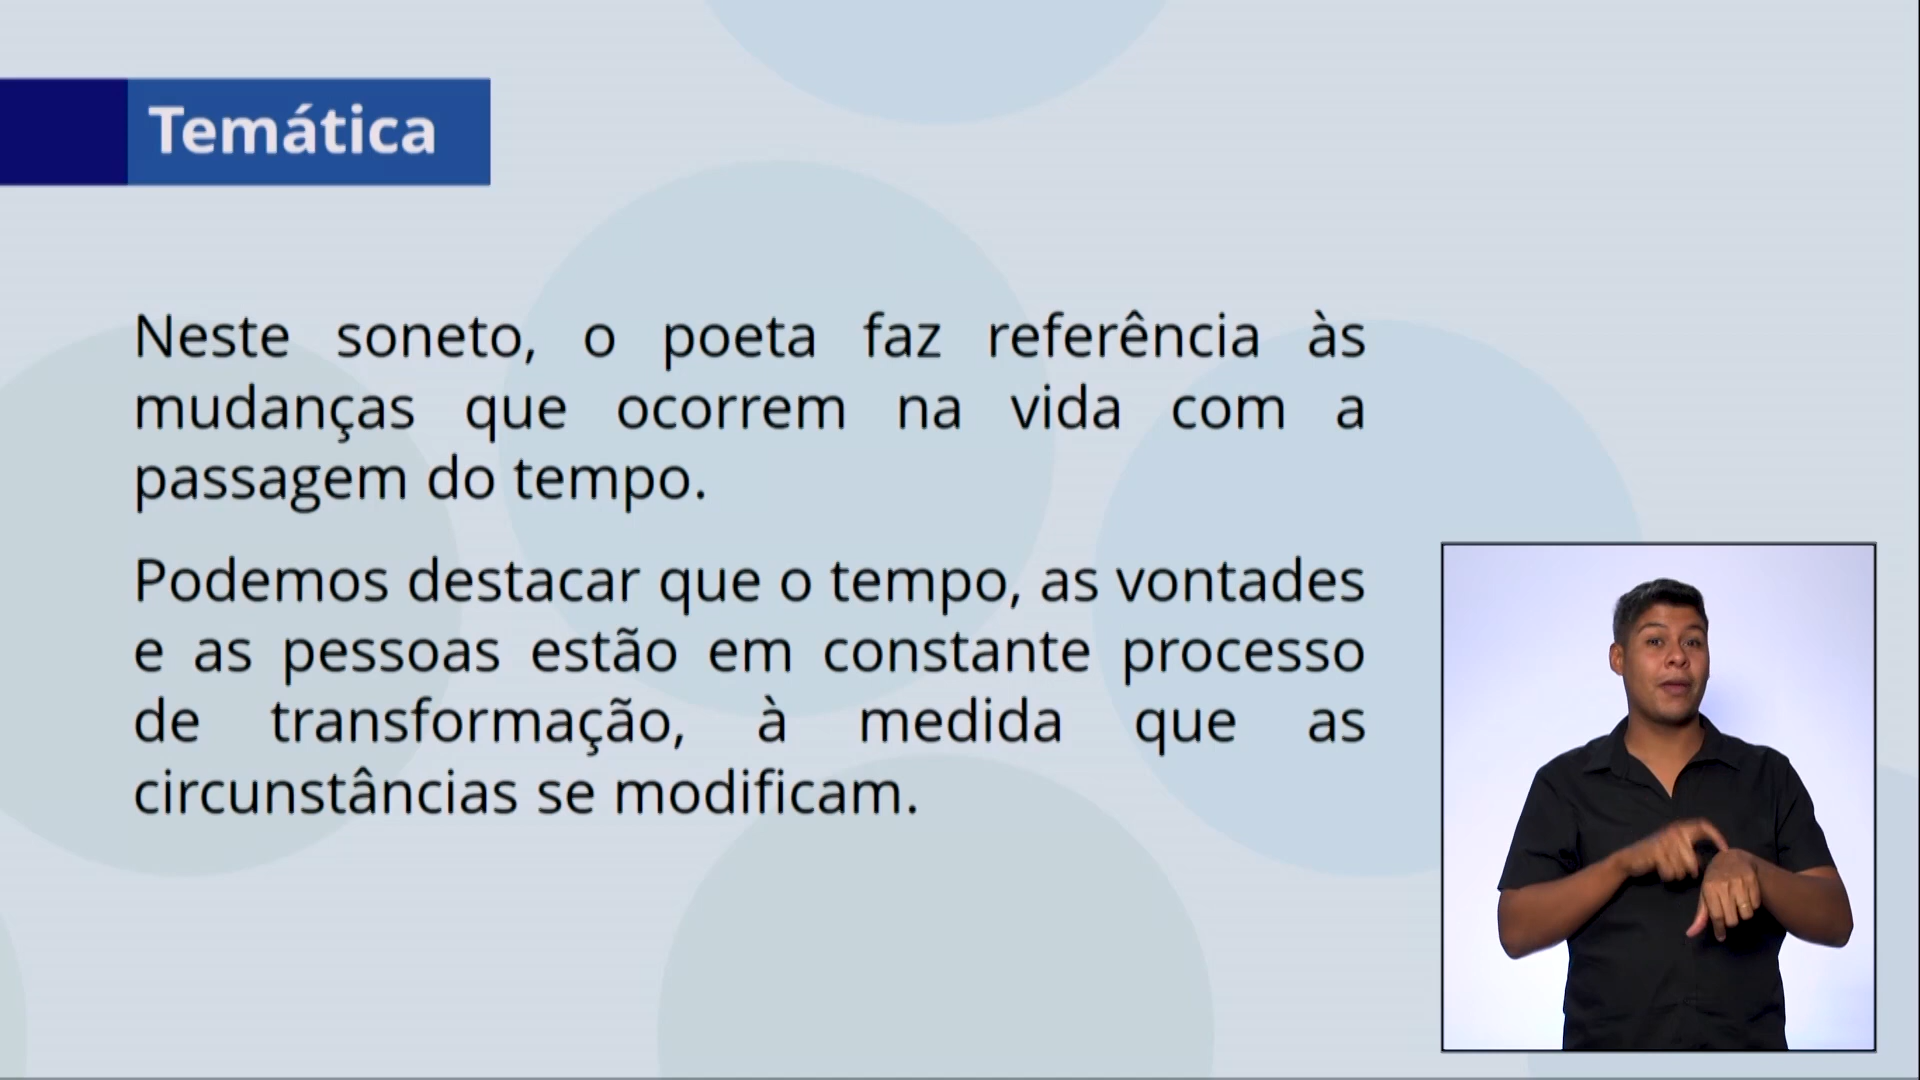 Temática
Neste soneto, o poeta faz referência às
mudanças que ocorrem na vida com a
passagem do tempo.
Podemos destacar que o tempo, as vontades
e as pessoas estão em constante processo
de transformação, à medida que as
circunstâncias se modificam.